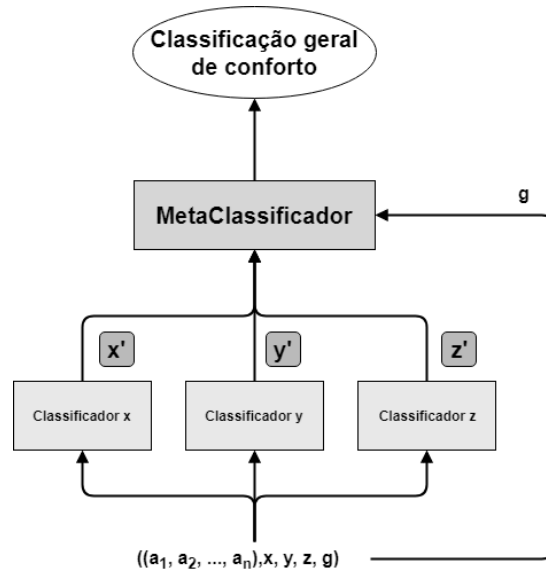 Classificação geral
de conforto
MetaClassificador
g
x'
y'
z'
Classificador x
Classificador y
Classificador z
((a₁, a₂, ..., aₙ),x, y, z, g)